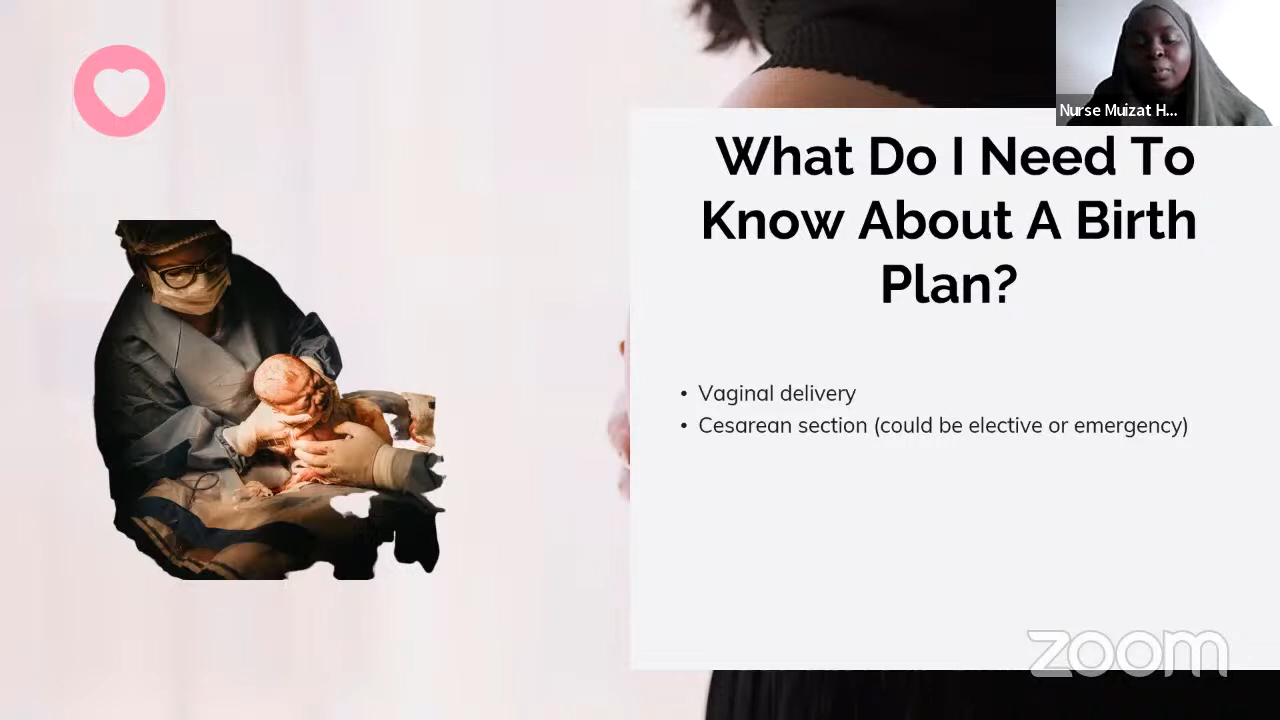 Nurse Muizat H...
What Do I Need To
Know About A Birth
Plan?
• Vaginal delivery
• Cesarean section (could be elective or emergency)
zoom